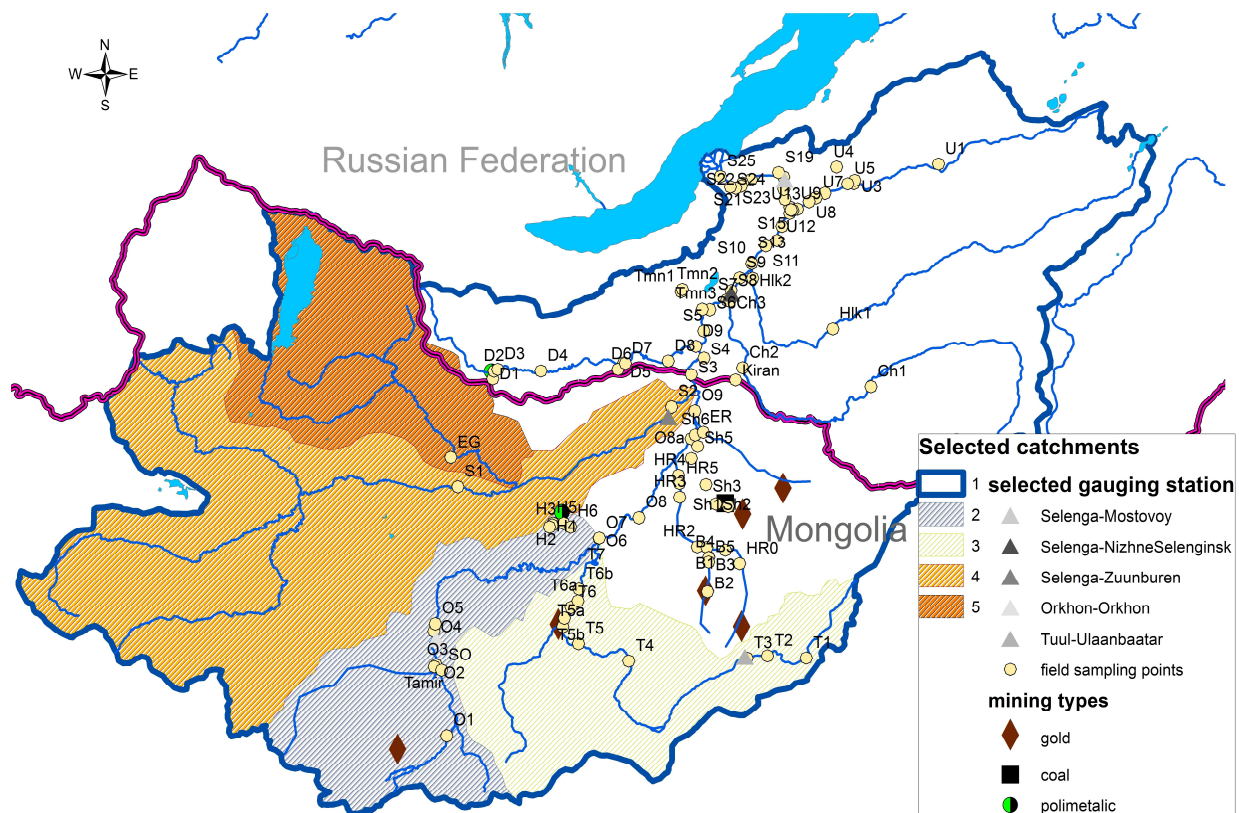 N
W E
S
Russian Federation
Mongolia
S25
S19
U4
U1
U5
S22
S24
U7
U3
S21
S23
U13
U9
U8
S15
U12
S10
S13
S9
S11
Tmn1
Tmn2
S7
S8
Hlk2
Tmn3
S6
Ch3
S5
Hlk1
D9
D2
D3
D4
D6
D7
D8
S4
D1
D5
S3
Ch2
Kiran
Ch1
S2
O9
Sh6
ER
O8a
Sh5
EG
S1
HR4
HR5
HR3
Sh3
H3
H5
H6
O8
Sh2
H1
H2
O7
O6
HR2
B4
B5
HR0
B1
B3
B2
T7
T6b
T6a
T6
T5a
T5b
T5
T4
T3
T2
T1
O5
O4
O3
SO
O2
Tamir
O1
Selected catchments
1
2
3
4
5
selected gauging station
Selenga-Mostovoy
Selenga-NizhneSelenginsk
Selenga-Zuunburen
Orkhon-Orkhon
Tuul-Ulaanbaatar
field sampling points
mining types
gold
coal
polimetalic